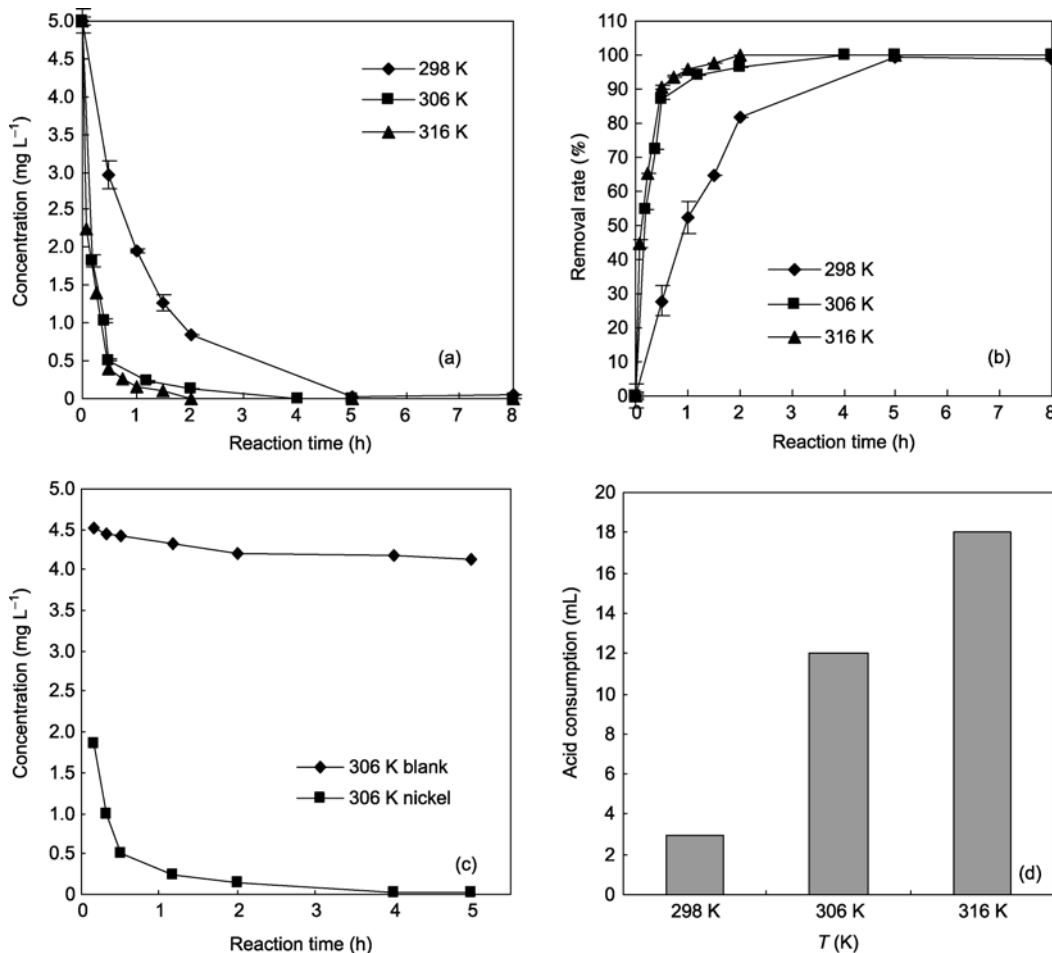 5.0
4.5
4.0
3.5
3.0
2.5
2.0
1.5
1.0
0.5
0
Concentration (mg L⁻¹)
298 K
306 K
316 K
(a)
0 1 2 3 4 5 6 7 8
Reaction time (h)
110
100
90
80
70
60
50
40
30
20
10
0
Removal rate (%)
298 K
306 K
316 K
(b)
0 1 2 3 4 5 6 7 8
Reaction time (h)
5.0
4.5
4.0
3.5
3.0
2.5
2.0
1.5
1.0
0.5
0
Concentration (mg L⁻¹)
306 K blank
306 K nickel
(c)
0 1 2 3 4 5
Reaction time (h)
20
18
16
14
12
10
8
6
4
2
0
Acid consumption (mL)
(d)
298 K 306 K 316 K
T (K)